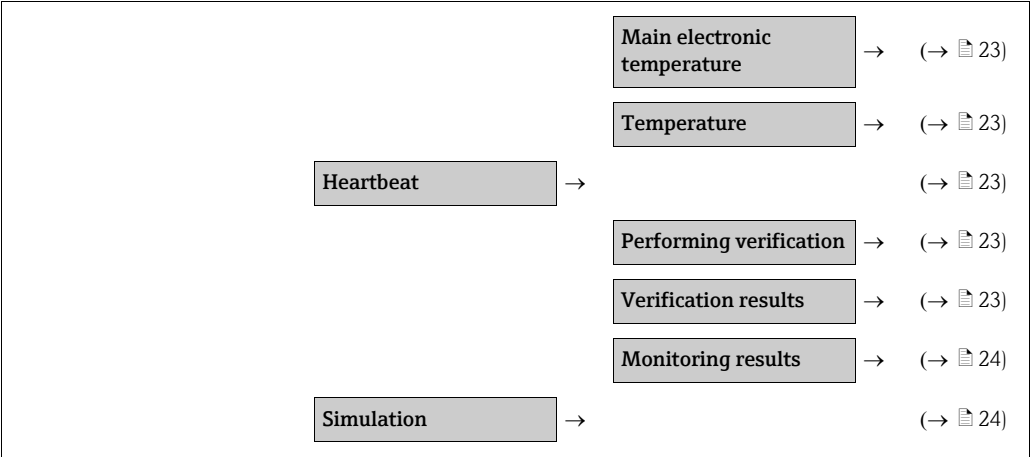 Main electronic
temperature → (→ 🖹 23)
Temperature → (→ 🖹 23)
Heartbeat → (→ 🖹 23)
Performing verification → (→ 🖹 23)
Verification results → (→ 🖹 23)
Monitoring results → (→ 🖹 24)
Simulation → (→ 🖹 24)